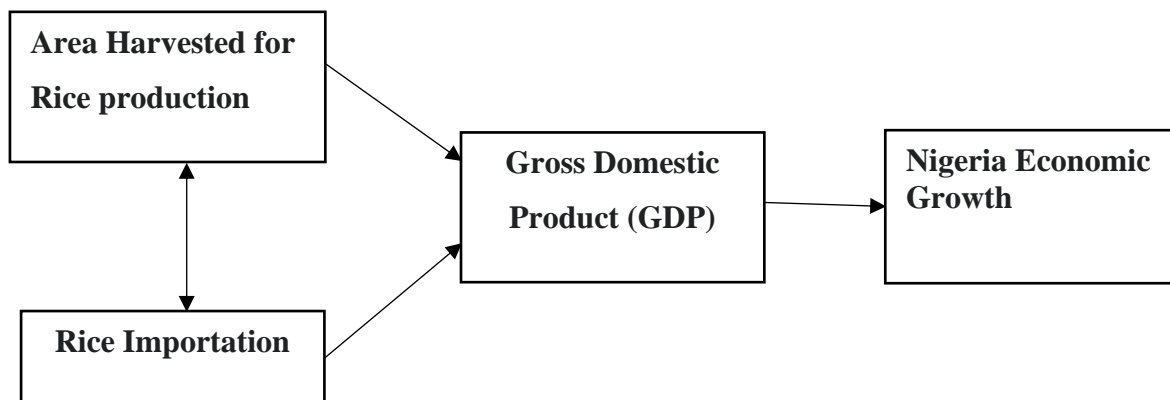 Area Harvested for
Rice production
Gross Domestic
Product (GDP)
Nigeria Economic
Growth
Rice Importation